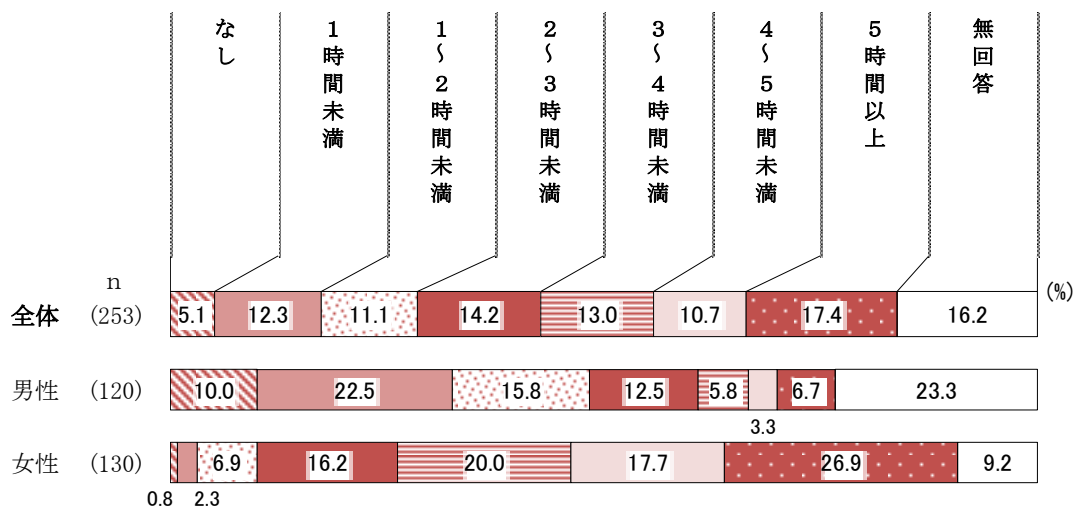 なし
1時間未満
1～2時間未満
2～3時間未満
3～4時間未満
4～5時間未満
5時間以上
無回答
n
(%)
全体 (253) 5.1 12.3 11.1 14.2 13.0 10.7 17.4 16.2
男性 (120) 10.0 22.5 15.8 12.5 5.8 6.7 23.3
3.3
女性 (130) 6.9 16.2 20.0 17.7 26.9 9.2
0.8 2.3